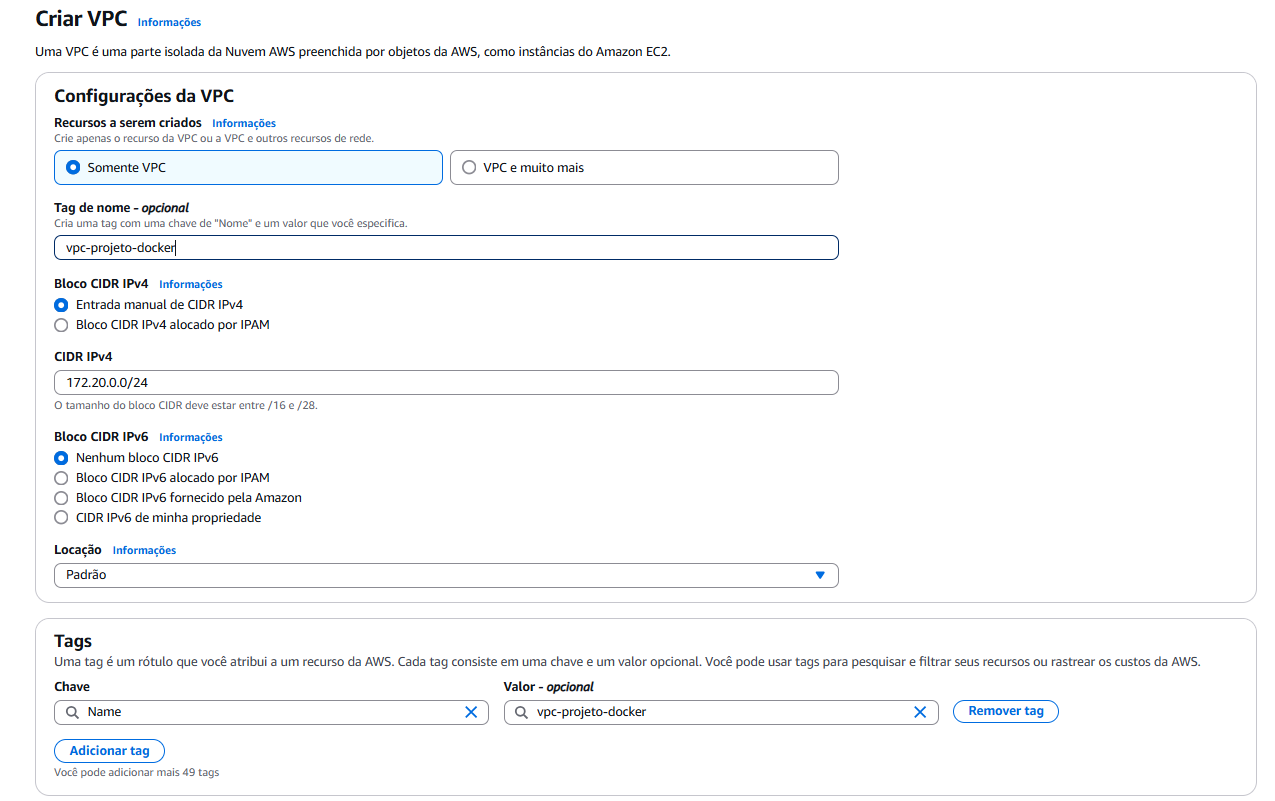 Criar VPC Informações
Uma VPC é uma parte isolada da Nuvem AWS preenchida por objetos da AWS, como instâncias do Amazon EC2.
Configurações da VPC
Recursos a serem criados Informações
Crie apenas o recurso da VPC ou a VPC e outros recursos de rede.
Somente VPC VPC e muito mais
Tag de nome - opcional
Cria uma tag com uma chave de "Nome" e um valor que você especifica.
vpc-projeto-docker
Bloco CIDR IPv4 Informações
Entrada manual de CIDR IPv4
Bloco CIDR IPv4 alocado por IPAM
CIDR IPv4
172.20.0.0/24
O tamanho do bloco CIDR deve estar entre /16 e /28.
Bloco CIDR IPv6 Informações
Nenhum bloco CIDR IPv6
Bloco CIDR IPv6 alocado por IPAM
Bloco CIDR IPv6 fornecido pela Amazon
CIDR IPv6 de minha propriedade
Locação Informações
Padrão
Tags
Uma tag é um rótulo que você atribui a um recurso da AWS. Cada tag consiste em uma chave e um valor opcional. Você pode usar tags para pesquisar e filtrar seus recursos ou rastrear os custos da AWS.
Chave Valor - opcional
Name vpc-projeto-docker Remover tag
Adicionar tag
Você pode adicionar mais 49 tags